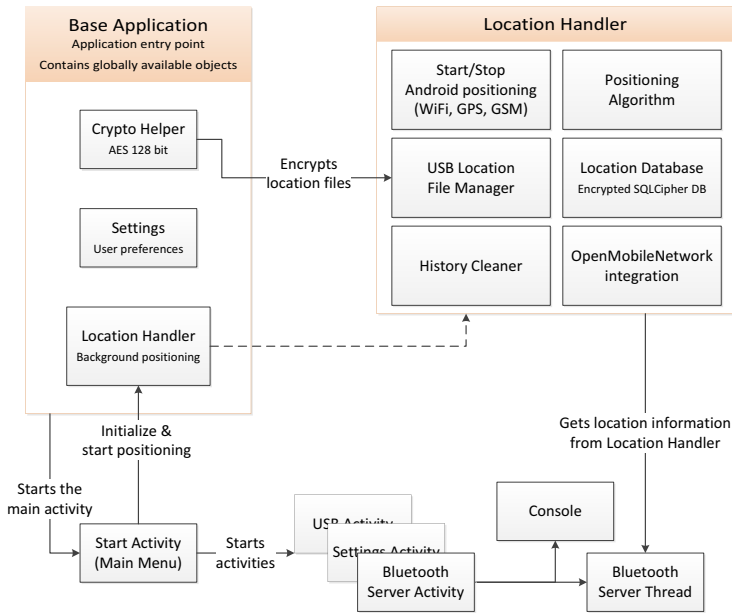 Base Application
Application entry point
Contains globally available objects
Crypto Helper
AES 128 bit
Settings
User preferences
Location Handler
Background positioning
Encrypts
location files
Location Handler
Start/Stop
Android positioning
(WiFi, GPS, GSM)
Positioning
Algorithm
USB Location
File Manager
Location Database
Encrypted SQLCipher DB
History Cleaner
OpenMobileNetwork
integration
Initialize &
start positioning
Gets location information
from Location Handler
Starts the
main activity
Start Activity
(Main Menu)
Starts
activities
USB Activity
Settings Activity
Bluetooth
Server Activity
Console
Bluetooth
Server Thread